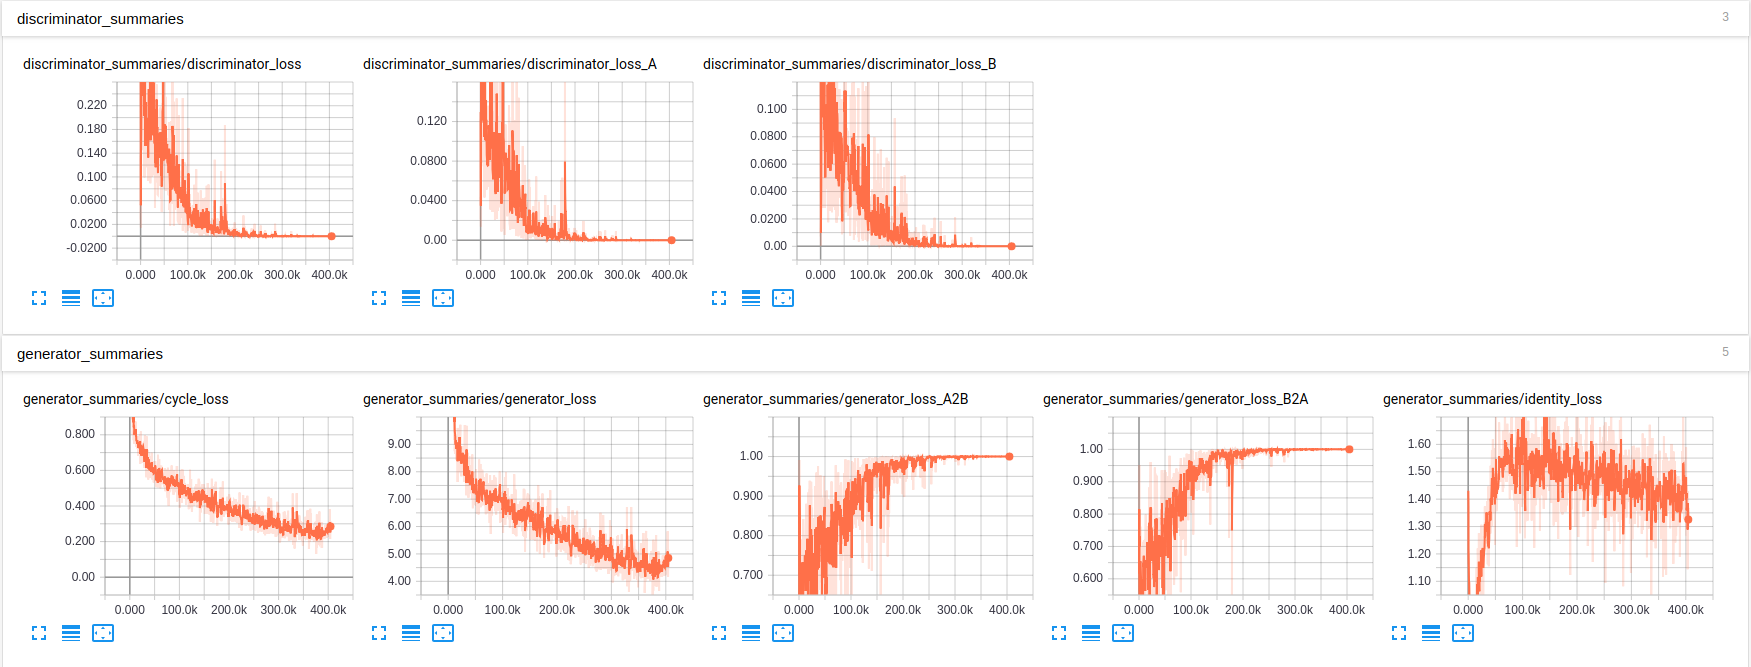 discriminator_summaries
3
discriminator_summaries/discriminator_loss
discriminator_summaries/discriminator_loss_A
discriminator_summaries/discriminator_loss_B
0.220
0.180
0.140
0.100
0.0600
0.0200
-0.0200
0.000 100.0k 200.0k 300.0k 400.0k
0.120
0.0800
0.0400
0.00
0.000 100.0k 200.0k 300.0k 400.0k
0.100
0.0800
0.0600
0.0400
0.0200
0.00
0.000 100.0k 200.0k 300.0k 400.0k
generator_summaries
5
generator_summaries/cycle_loss
generator_summaries/generator_loss
generator_summaries/generator_loss_A2B
generator_summaries/generator_loss_B2A
generator_summaries/identity_loss
0.800
0.600
0.400
0.200
0.00
0.000 100.0k 200.0k 300.0k 400.0k
9.00
8.00
7.00
6.00
5.00
4.00
0.000 100.0k 200.0k 300.0k 400.0k
1.00
0.900
0.800
0.700
0.000 100.0k 200.0k 300.0k 400.0k
1.00
0.900
0.800
0.700
0.600
0.000 100.0k 200.0k 300.0k 400.0k
1.60
1.50
1.40
1.30
1.20
1.10
0.000 100.0k 200.0k 300.0k 400.0k